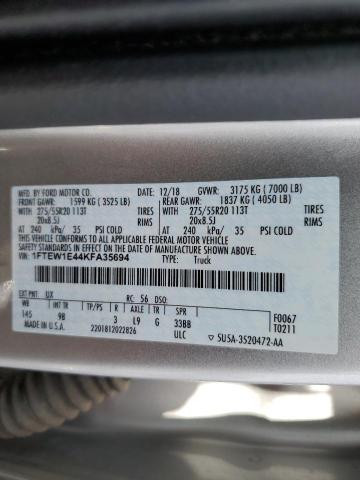 MFD. BY FORD MOTOR CO.
12/18 GVWR: 3175 KG ( 7000 LB)
FRONT GAWR: 1599 KG ( 3525 LB) REAR GAWR: 1837 KG ( 4050 LB)
WITH 275/55R20 113T TIRES WITH 275/55R20 113T TIRES
20x8.5J RIMS 20x8.5J RIMS
AT 240 kPa/ 35 PSI COLD AT 240 kPa/ 35 PSI COLD
THIS VEHICLE CONFORMS TO ALL APPLICABLE FEDERAL MOTOR VEHICLE
SAFETY STANDARDS IN EFFECT ON THE DATE OF MANUFACTURE SHOWN ABOVE.
VIN: 1FTEW1E44KFA35694
TYPE: Truck
EXT PNT: UX RC: 56 DSO:
WB INT TR TP/PS R AXLE TR SPR
145 9B 3 L9 G 33BB
F0067
T0211
MADE IN U.S.A. 2201812022826 ULC 5U5A-3520472-AA